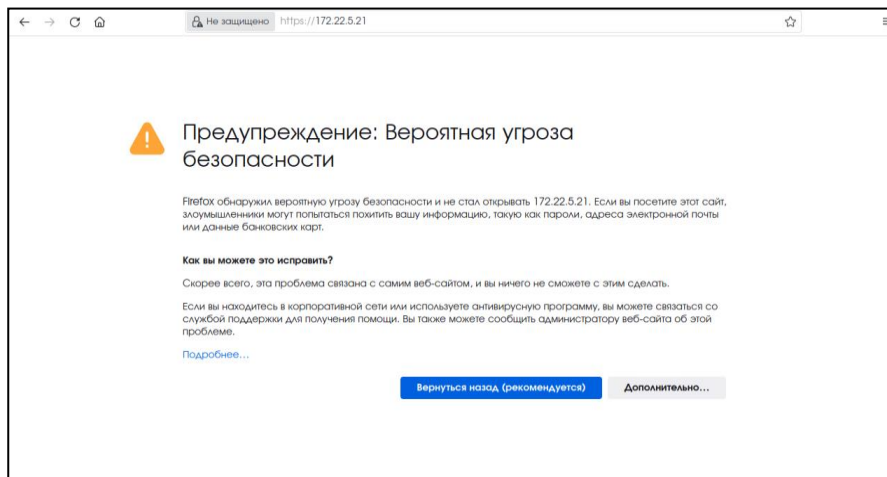 Не защищено https://172.22.5.21
Предупреждение: Вероятная угроза
безопасности
Firefox обнаружил вероятную угрозу безопасности и не стал открывать 172.22.5.21. Если вы посетите этот сайт,
злоумышленники могут попытаться похитить вашу информацию, такую как пароли, адреса электронной почты
или данные банковских карт.
Как вы можете это исправить?
Скорее всего, эта проблема связана с самим веб-сайтом, и вы ничего не сможете с этим сделать.
Если вы находитесь в корпоративной сети или используете антивирусную программу, вы можете связаться со
службой поддержки для получения помощи. Вы также можете сообщить администратору веб-сайта об этой
проблеме.
Подробнее...
Вернуться назад (рекомендуется) Дополнительно...